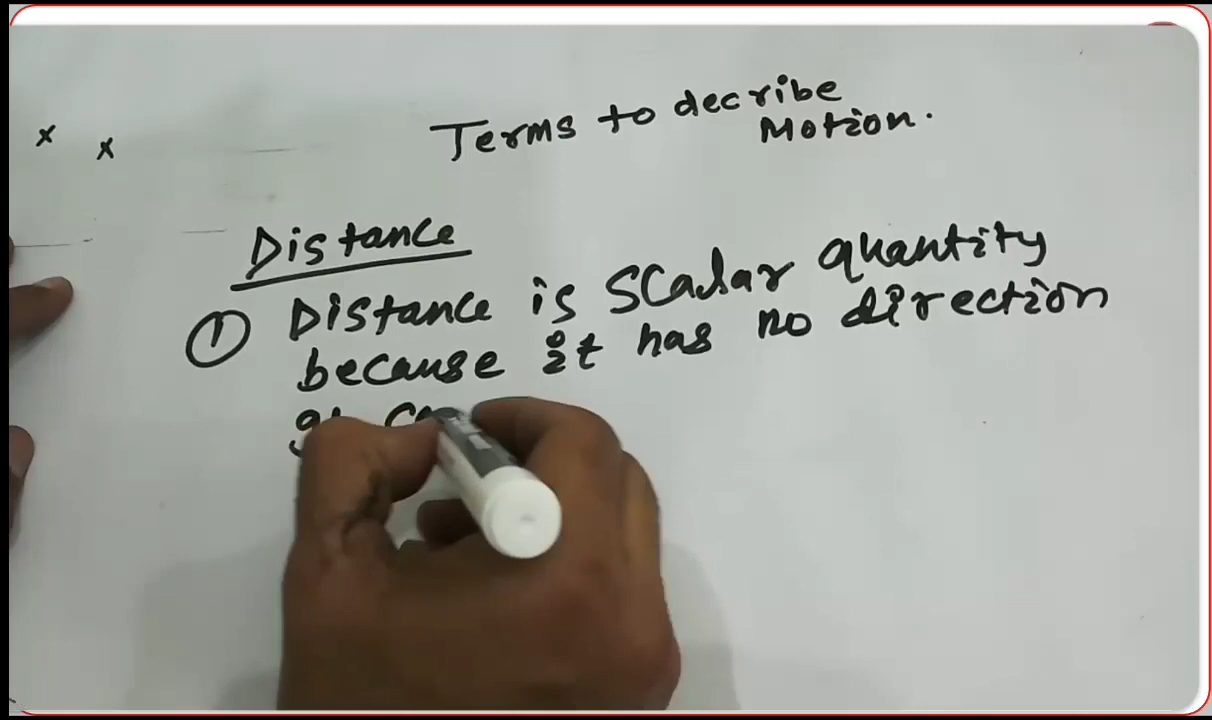 Terms to decribe
Motion.
Distance
① Distance is Scalar quantity
because it has no direction